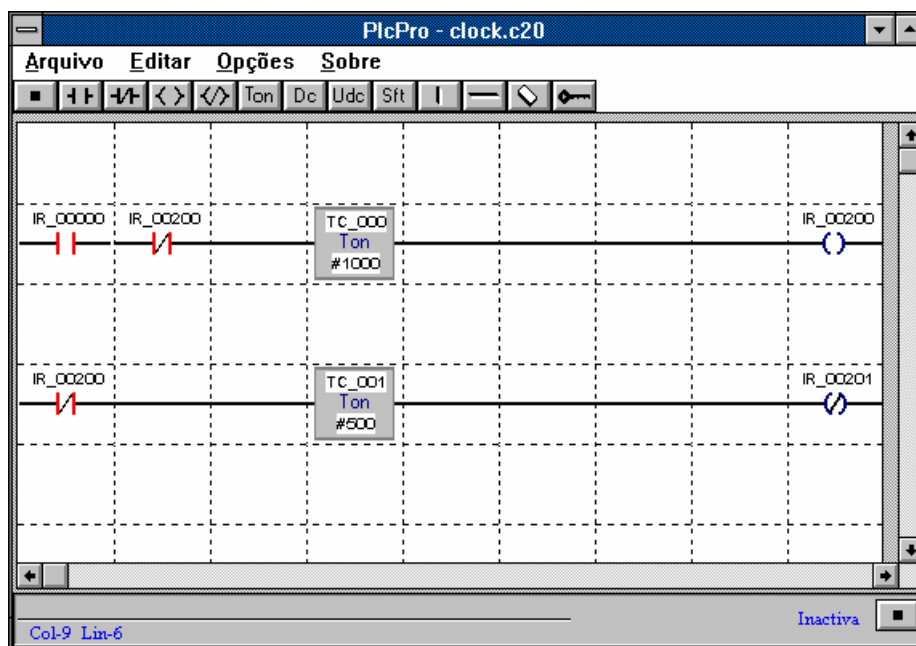 PlcPro - clock.c20
Arquivo Editar Opções Sobre
Ton Dc Udc Sft
IR_00000 IR_00200 TC_000 IR_00200
Ton
#1000
IR_00200 TC_001 IR_00201
Ton
#500
Inactiva
Col-9 Lin-6